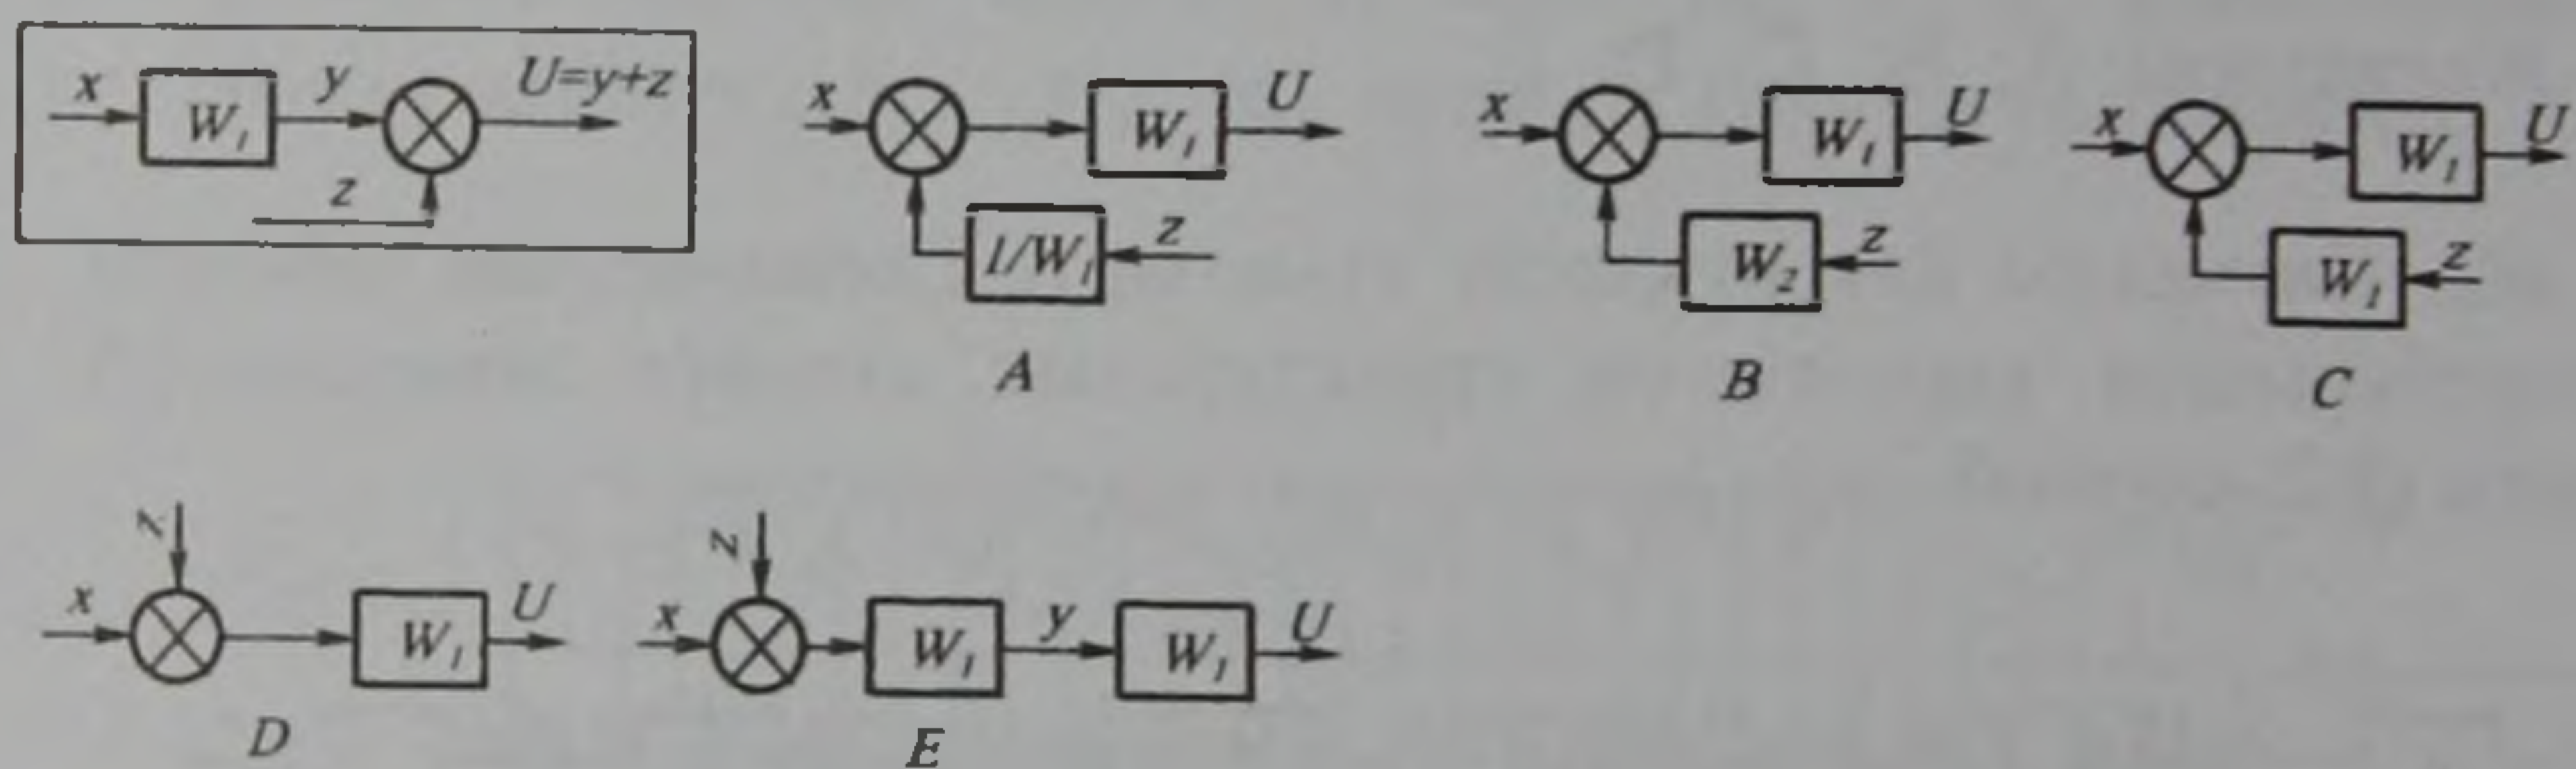 x W₁ y U=y+z
z
x W₁ U
1/W₁ z
A
x W₁ U
W₂ z
B
x W₁ U
W₁ z
C
z
x W₁ U
D
z
x W₁ y W₁ U
E